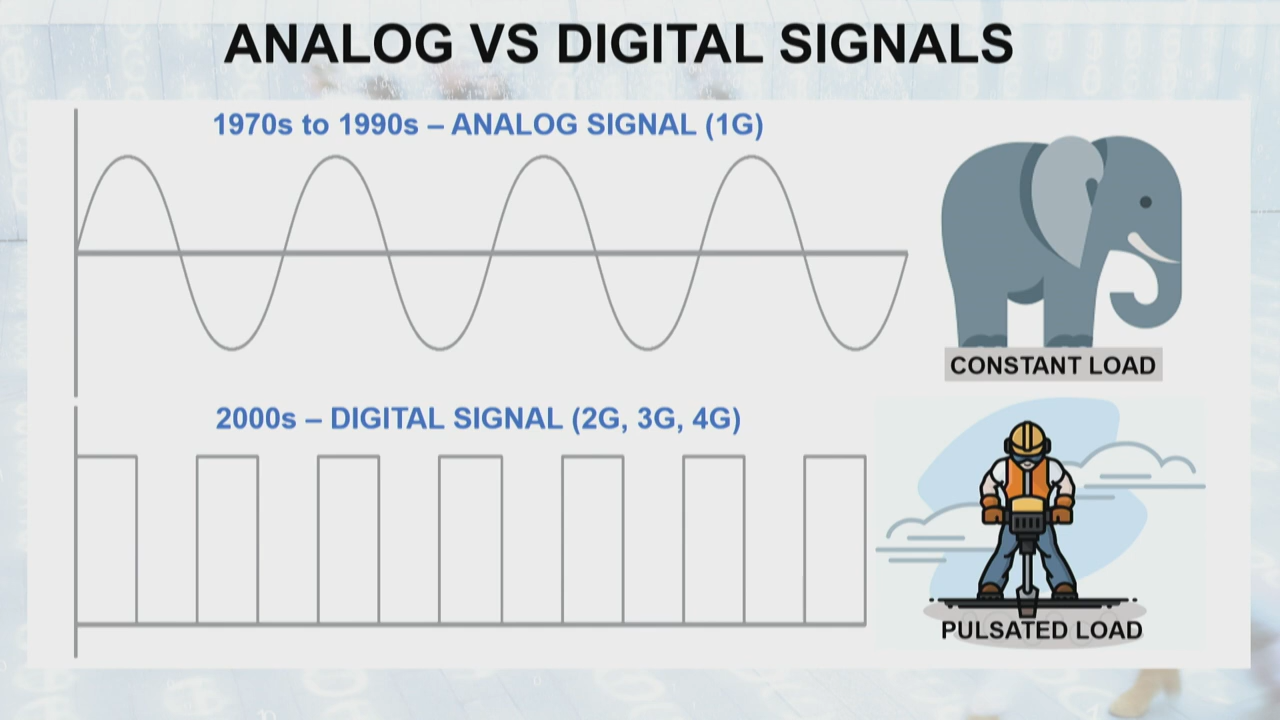 ANALOG VS DIGITAL SIGNALS
1970s to 1990s – ANALOG SIGNAL (1G)
CONSTANT LOAD
2000s – DIGITAL SIGNAL (2G, 3G, 4G)
PULSATED LOAD